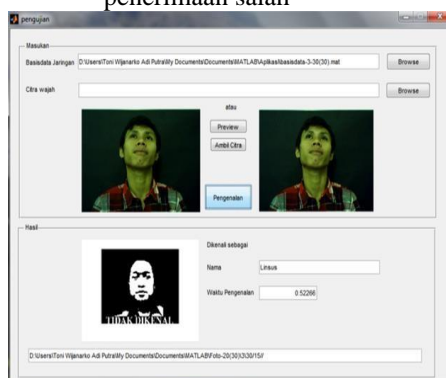 penerimaan salah
pengujian
Masukan
Basisdata Jaringan D:\Users\Toni Wijanarko Adi Putra\My Documents\Documents\MATLAB\Aplikasi\basisdata-3-30(30).mat Browse
Citra wajah Browse
atau
Preview
Ambil Citra
Pengenalan
Hasil
Dikenali sebagai
Nama Linsus
Waktu Pengenalan 0.52266
TIDAK DIKENAL
D:\Users\Toni Wijanarko Adi Putra\My Documents\Documents\MATLAB\Foto-20(30)\3\30/15//